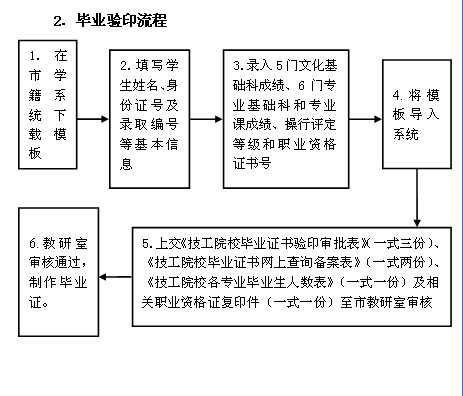 2. 毕业验印流程
1. 在
市学
籍系
统下
载模
板
2.填写学
生姓名、身
份证号及
录取编号
等基本信
息
3.录入5门文化基
础科成绩、6门专
业基础科和专业
课成绩、操行评定
等级和职业资格
证书号
4.将模
板导入
系统
5.上交《技工院校毕业证书验印审批表》(一式三份)、
《技工院校毕业证书网上查询备案表》(一式两份)、
《技工院校各专业毕业生人数表》(一式一份)及相
关职业资格证复印件(一式一份)至市教研室审核
6.教研室
审核通过,
制作毕业
证。